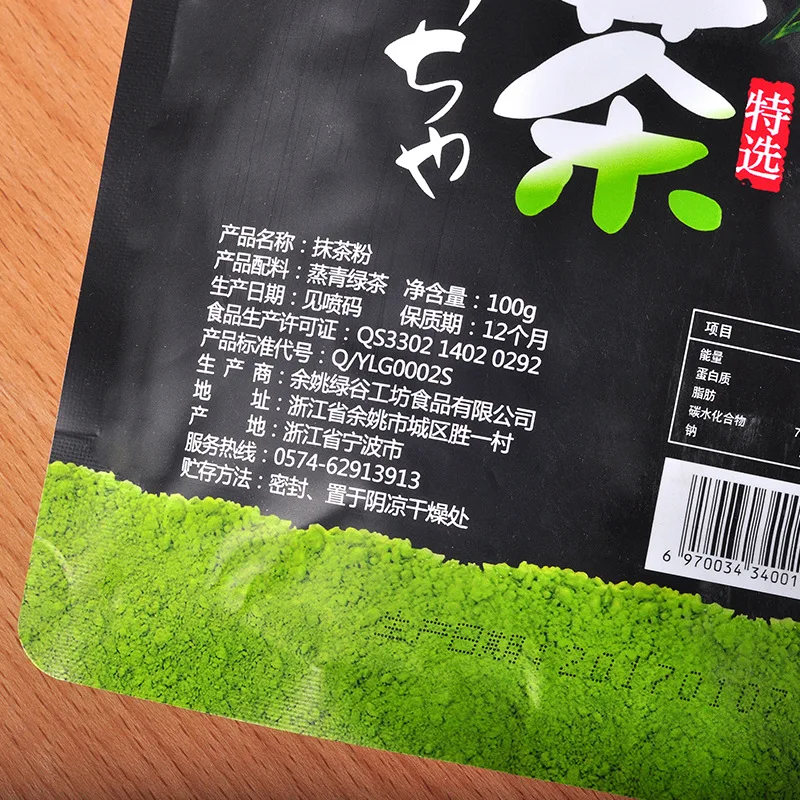 ちゃ
茶
特选
产品名称：抹茶粉
产品配料：蒸青绿茶 净含量：100g
生产日期：见喷码 保质期：12个月
食品生产许可证：QS3302 1402 0292
产品标准代号：Q/YLG0002S
生产商：余姚绿谷工坊食品有限公司
地址：浙江省余姚市城区胜一村
产地：浙江省宁波市
服务热线：0574-62913913
贮存方法：密封、置于阴凉干燥处
项目
能量
蛋白质
脂肪
碳水化合物
钠
6 970034 34001
生产日期：20170107